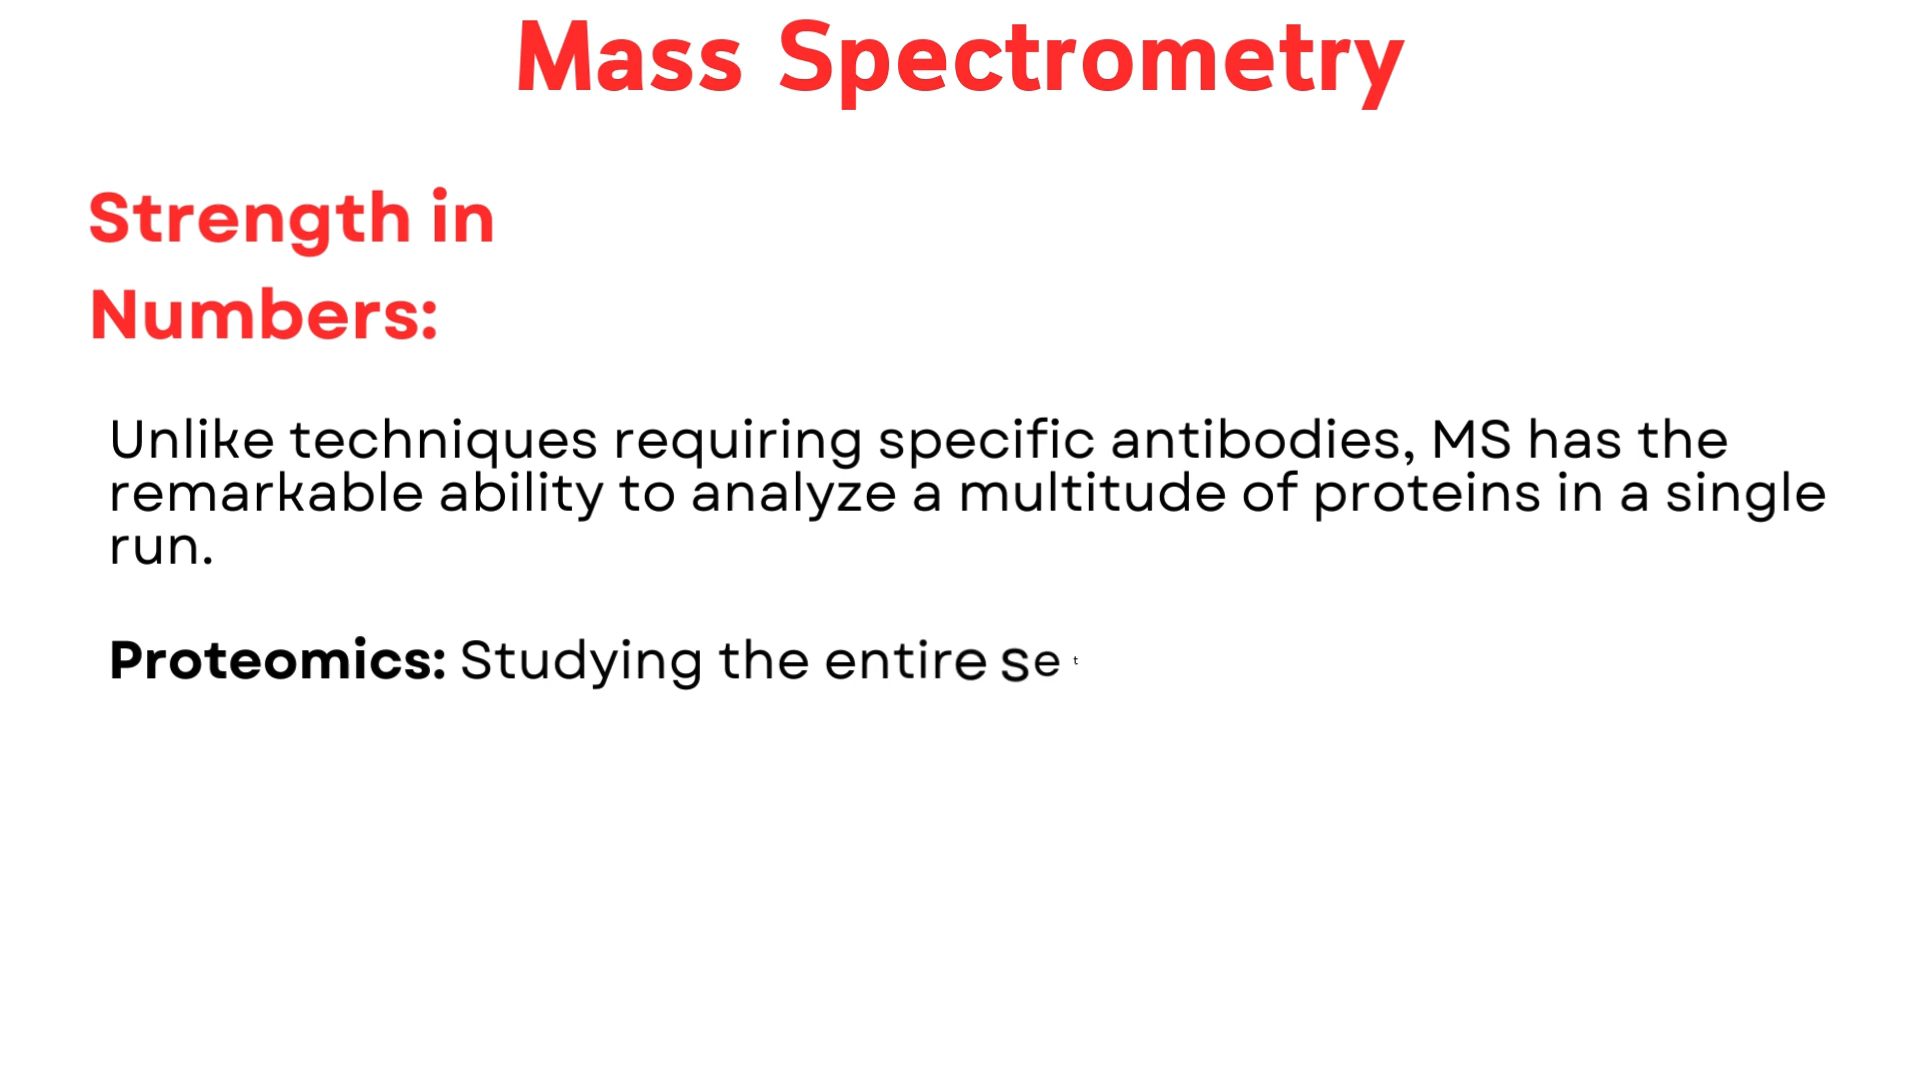 Mass Spectrometry
Strength in
Numbers:
Unlike techniques requiring specific antibodies, MS has the
remarkable ability to analyze a multitude of proteins in a single
run.
Proteomics: Studying the entire set